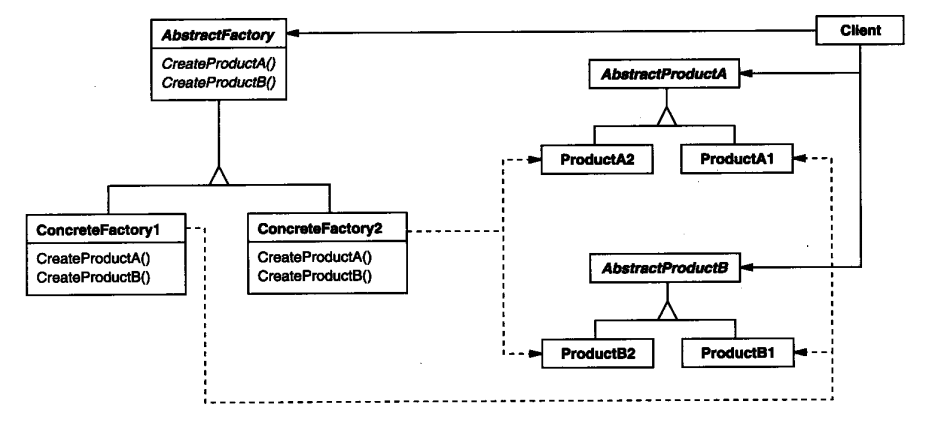 AbstractFactory
CreateProductA()
CreateProductB()
Client
AbstractProductA
ProductA2
ProductA1
ConcreteFactory1
CreateProductA()
CreateProductB()
ConcreteFactory2
CreateProductA()
CreateProductB()
AbstractProductB
ProductB2
ProductB1